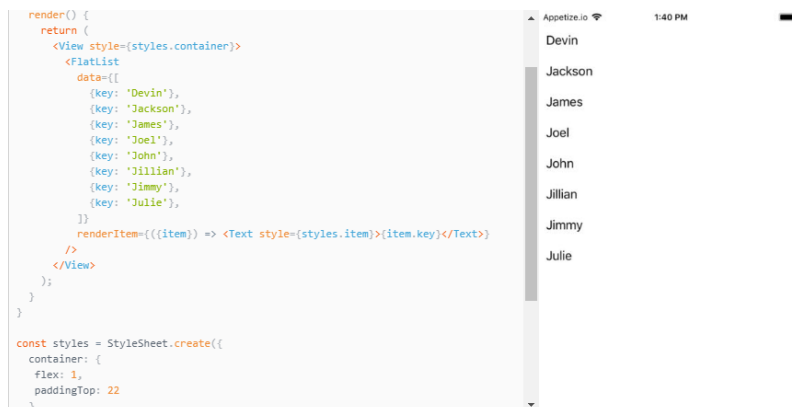 render() {
return (
<View style={styles.container}>
<FlatList
data={[
{key: 'Devin'},
{key: 'Jackson'},
{key: 'James'},
{key: 'Joel'},
{key: 'John'},
{key: 'Jillian'},
{key: 'Jimmy'},
{key: 'Julie'},
]}
renderItem={({item}) => <Text style={styles.item}>{item.key}</Text>}
/>
</View>
);
}
}
const styles = StyleSheet.create({
container: {
flex: 1,
paddingTop: 22
}
Appetize.io 1:40 PM
Devin
Jackson
James
Joel
John
Jillian
Jimmy
Julie